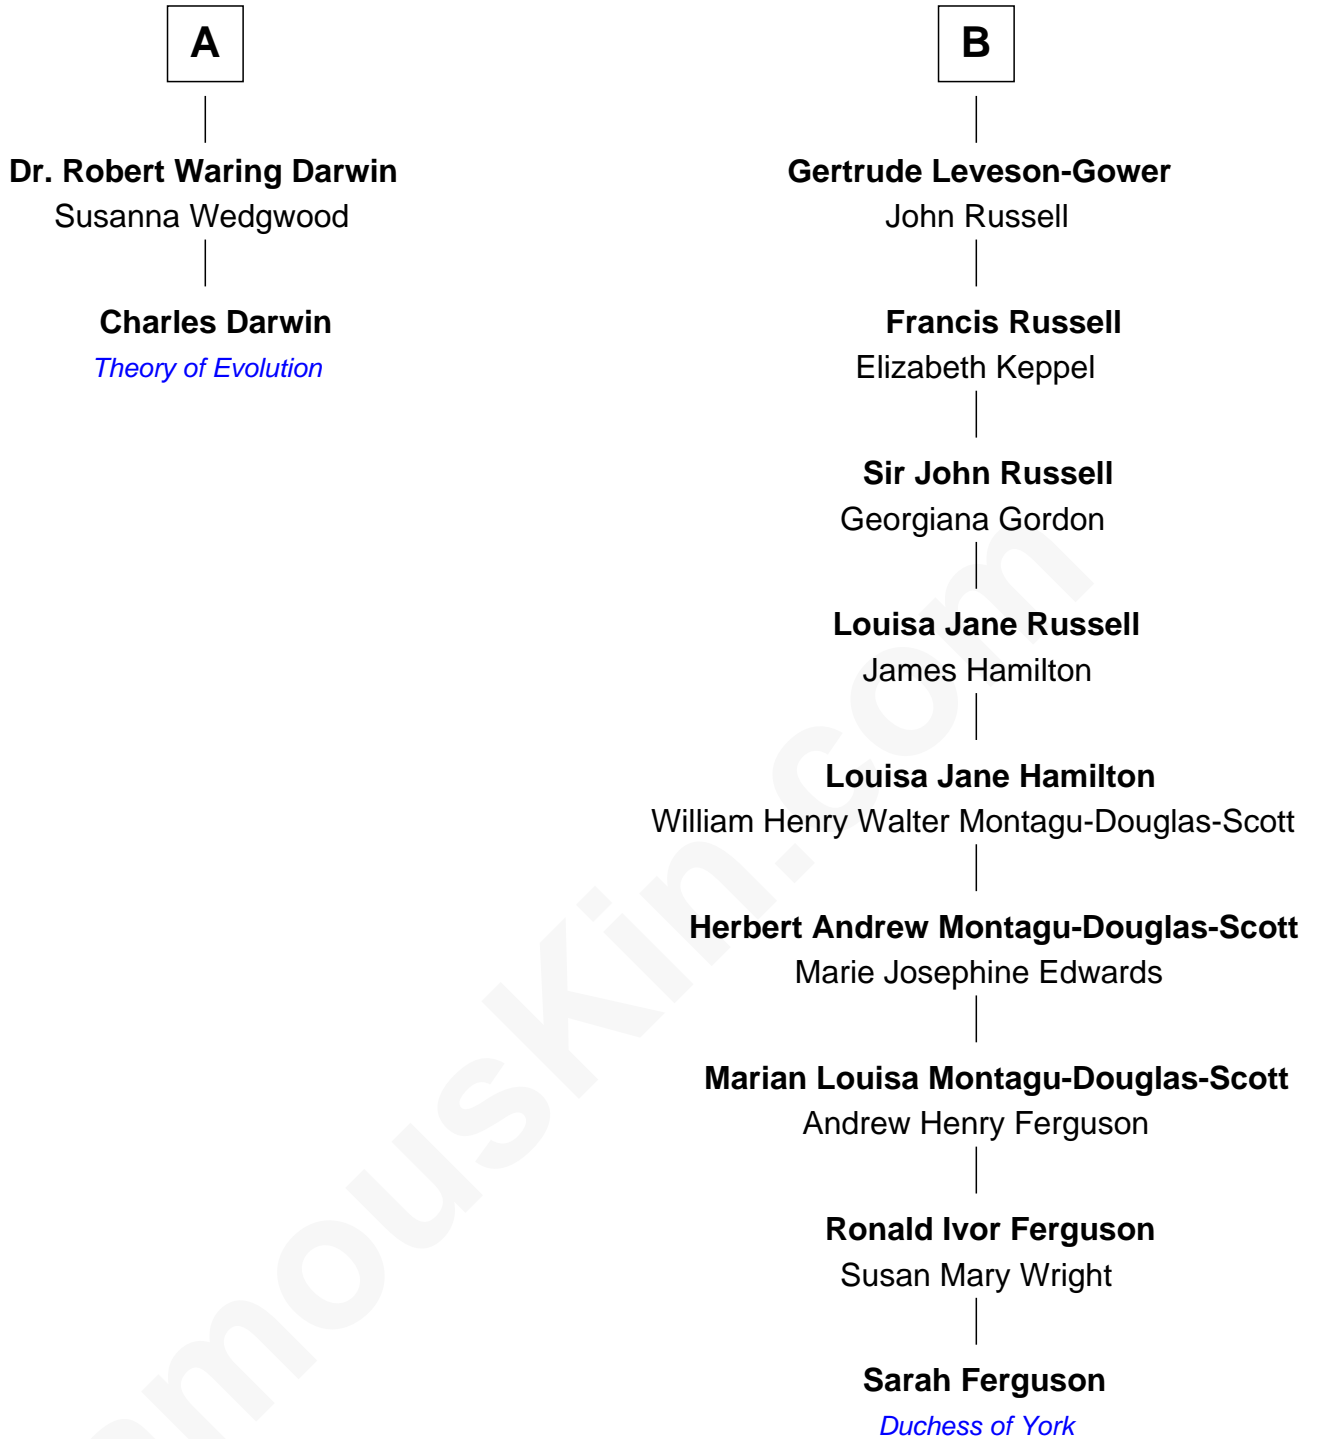 A
Dr. Robert Waring Darwin
Susanna Wedgwood
Charles Darwin
Theory of Evolution
B
Gertrude Leveson-Gower
John Russell
Francis Russell
Elizabeth Keppel
Sir John Russell
Georgiana Gordon
Louisa Jane Russell
James Hamilton
Louisa Jane Hamilton
William Henry Walter Montagu-Douglas-Scott
Herbert Andrew Montagu-Douglas-Scott
Marie Josephine Edwards
Marian Louisa Montagu-Douglas-Scott
Andrew Henry Ferguson
Ronald Ivor Ferguson
Susan Mary Wright
Sarah Ferguson
Duchess of York
amousKin.com